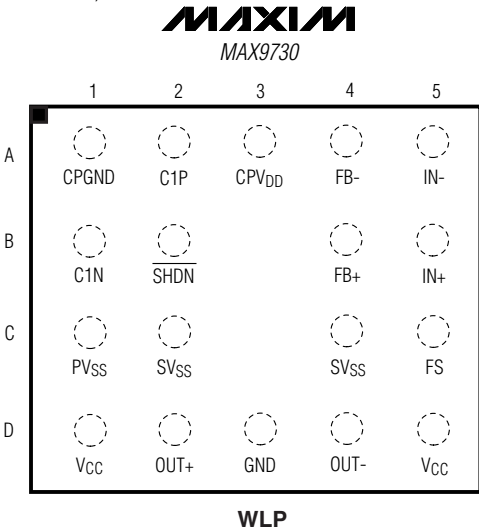 MAXIM
MAX9730
1 2 3 4 5
A
CPGND C1P CPVDD FB- IN-
B
C1N SHDN FB+ IN+
C
PVSS SVSS SVSS FS
D
VCC OUT+ GND OUT- VCC
WLP